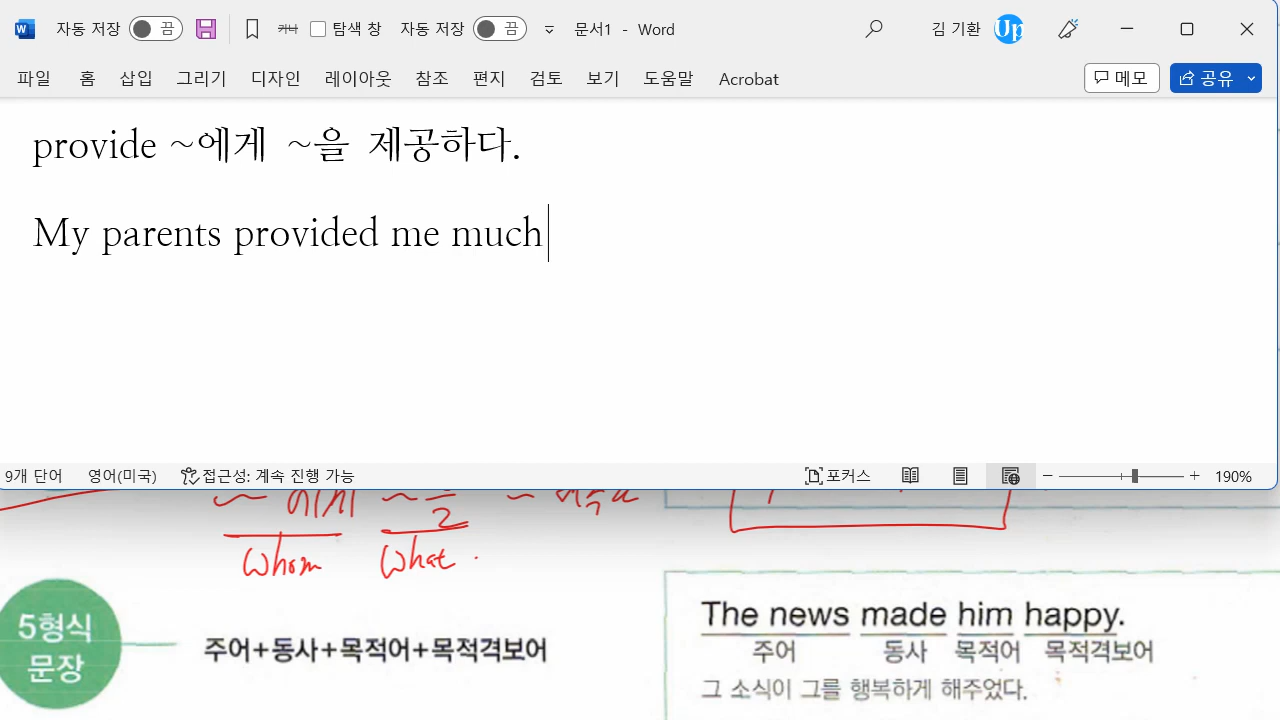 자동 저장 끔 가나 탐색 창 자동 저장 끔 문서1 - Word 김 기환 Up
파일 홈 삽입 그리기 디자인 레이아웃 참조 편지 검토 보기 도움말 Acrobat 메모 공유
provide ~에게 ~을 제공하다.
My parents provided me much
9개 단어 영어(미국) 접근성: 계속 진행 가능 포커스 190%
whom what
5형식
문장
주어+동사+목적어+목적격보어
The news made him happy.
주어 동사 목적어 목적격보어
그 소식이 그를 행복하게 해주었다.